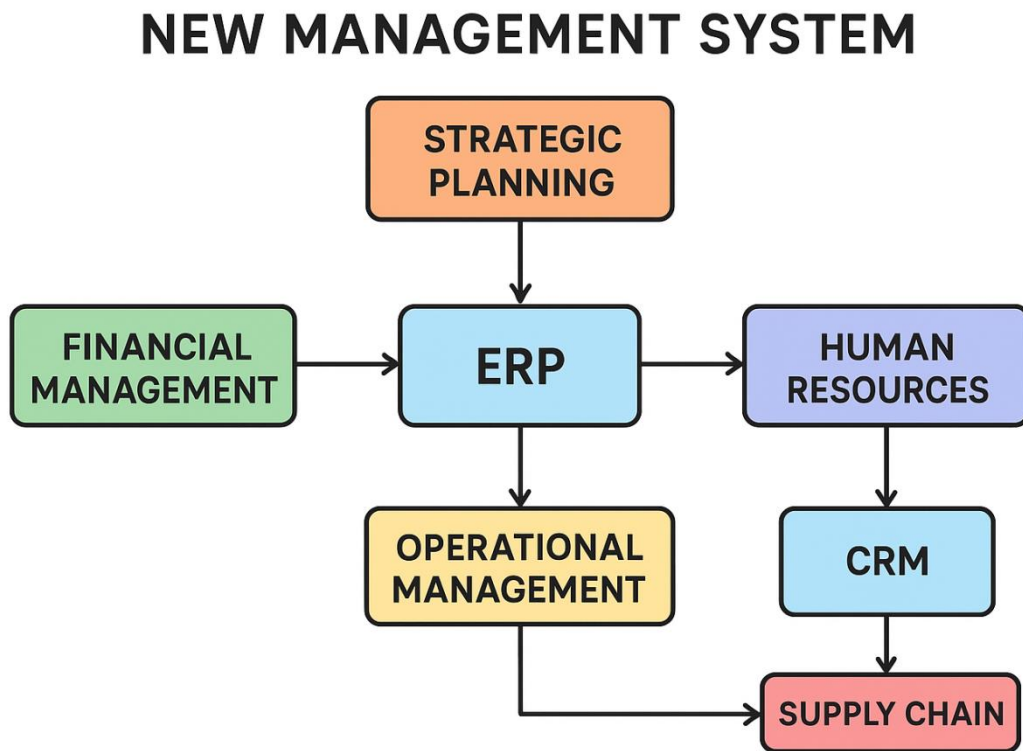 NEW MANAGEMENT SYSTEM
STRATEGIC
PLANNING
FINANCIAL
MANAGEMENT
ERP
HUMAN
RESOURCES
OPERATIONAL
MANAGEMENT
CRM
SUPPLY CHAIN